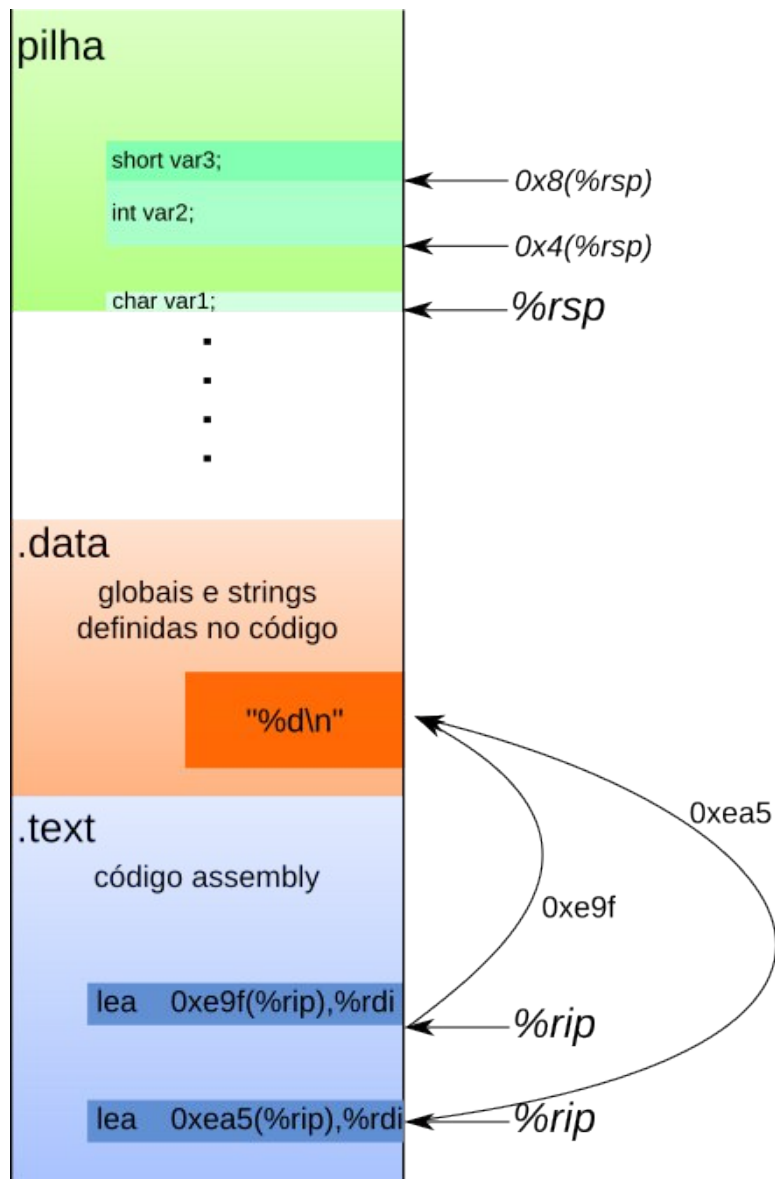 pilha
short var3;
0x8(%rsp)
int var2;
0x4(%rsp)
char var1;
%rsp
.data
globais e strings
definidas no código
"%d\n"
.text
0xea5
código assembly
0xe9f
lea 0xe9f(%rip),%rdi
%rip
lea 0xea5(%rip),%rdi
%rip